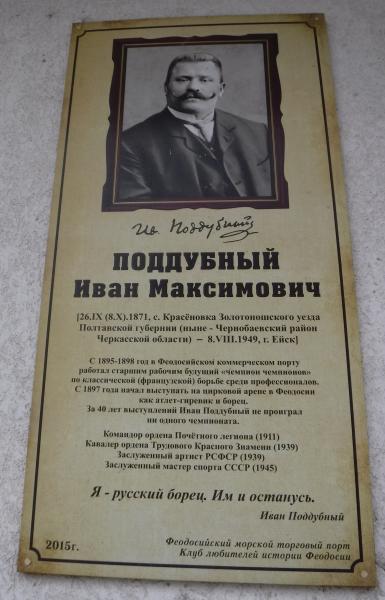 Ив Поддубный
ПОДДУБНЫЙ
Иван Максимович
[26.IX (8.X).1871, с. Красёновка Золотоношского уезда
Полтавской губернии (ныне - Чернобаевский район
Черкасской области) – 8.VIII.1949, г. Ейск]
С 1895-1898 год в Феодосийском коммерческом порту
работал старшим рабочим будущий «чемпион чемпионов»
по классической (французской) борьбе среди профессионалов.
С 1897 года начал выступать на цирковой арене в Феодосии
как атлет-гиревик и борец.
За 40 лет выступлений Иван Поддубный не проиграл
ни одного чемпионата.
Командор ордена Почётного легиона (1911)
Кавалер ордена Трудового Красного Знамени (1939)
Заслуженный артист РСФСР (1939)
Заслуженный мастер спорта СССР (1945)
Я - русский борец. Им и останусь.
Иван Поддубный
2015г.
Феодосийский морской торговый порт
Клуб любителей истории Феодосии